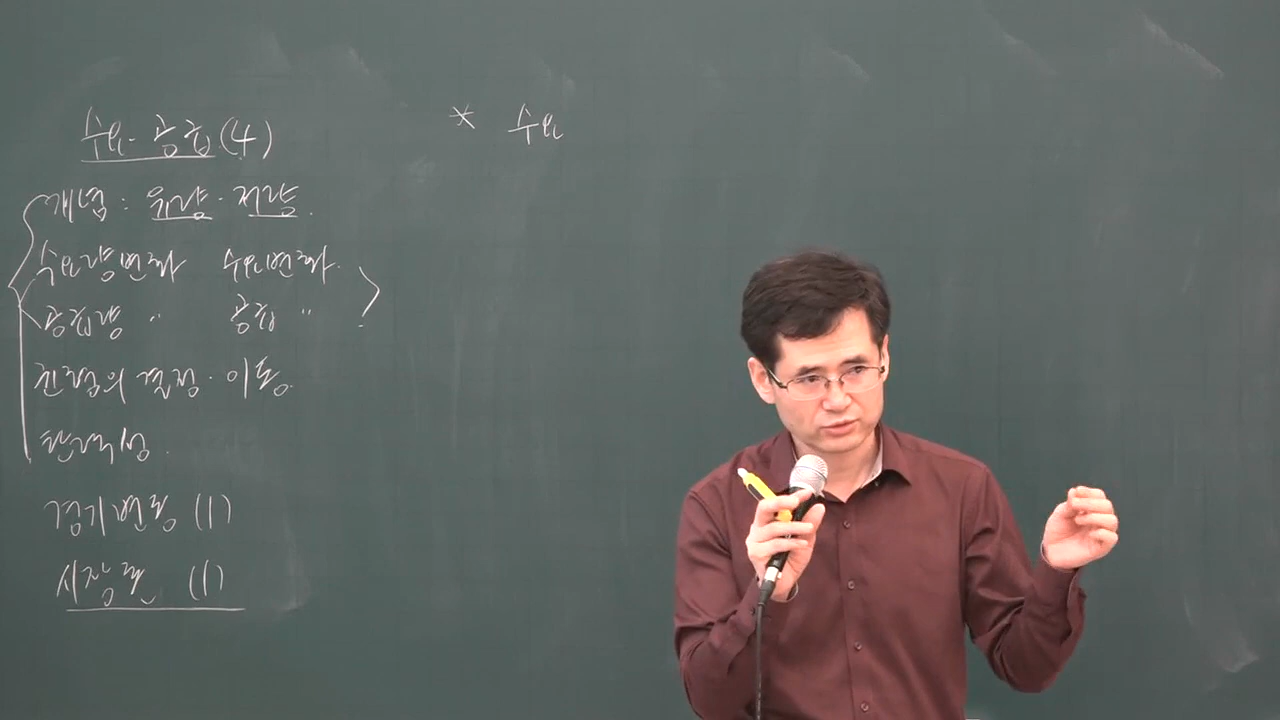 수요·공급 (4)
개념 : 유량 · 저량.
수요량변화 수요변화.
공급량 〃 공급 〃
균형점의 결정 · 이동.
탄력성.
경기변동 (1)
시장론 (1)
* 수요